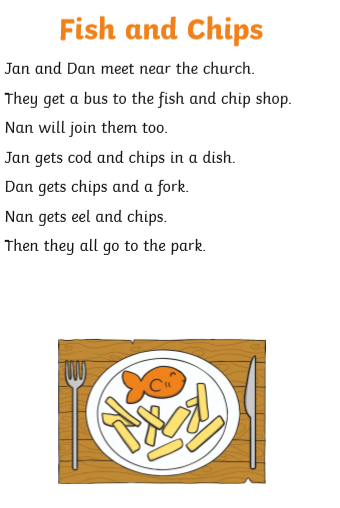 Fish and Chips
Jan and Dan meet near the church.
They get a bus to the fish and chip shop.
Nan will join them too.
Jan gets cod and chips in a dish.
Dan gets chips and a fork.
Nan gets eel and chips.
Then they all go to the park.